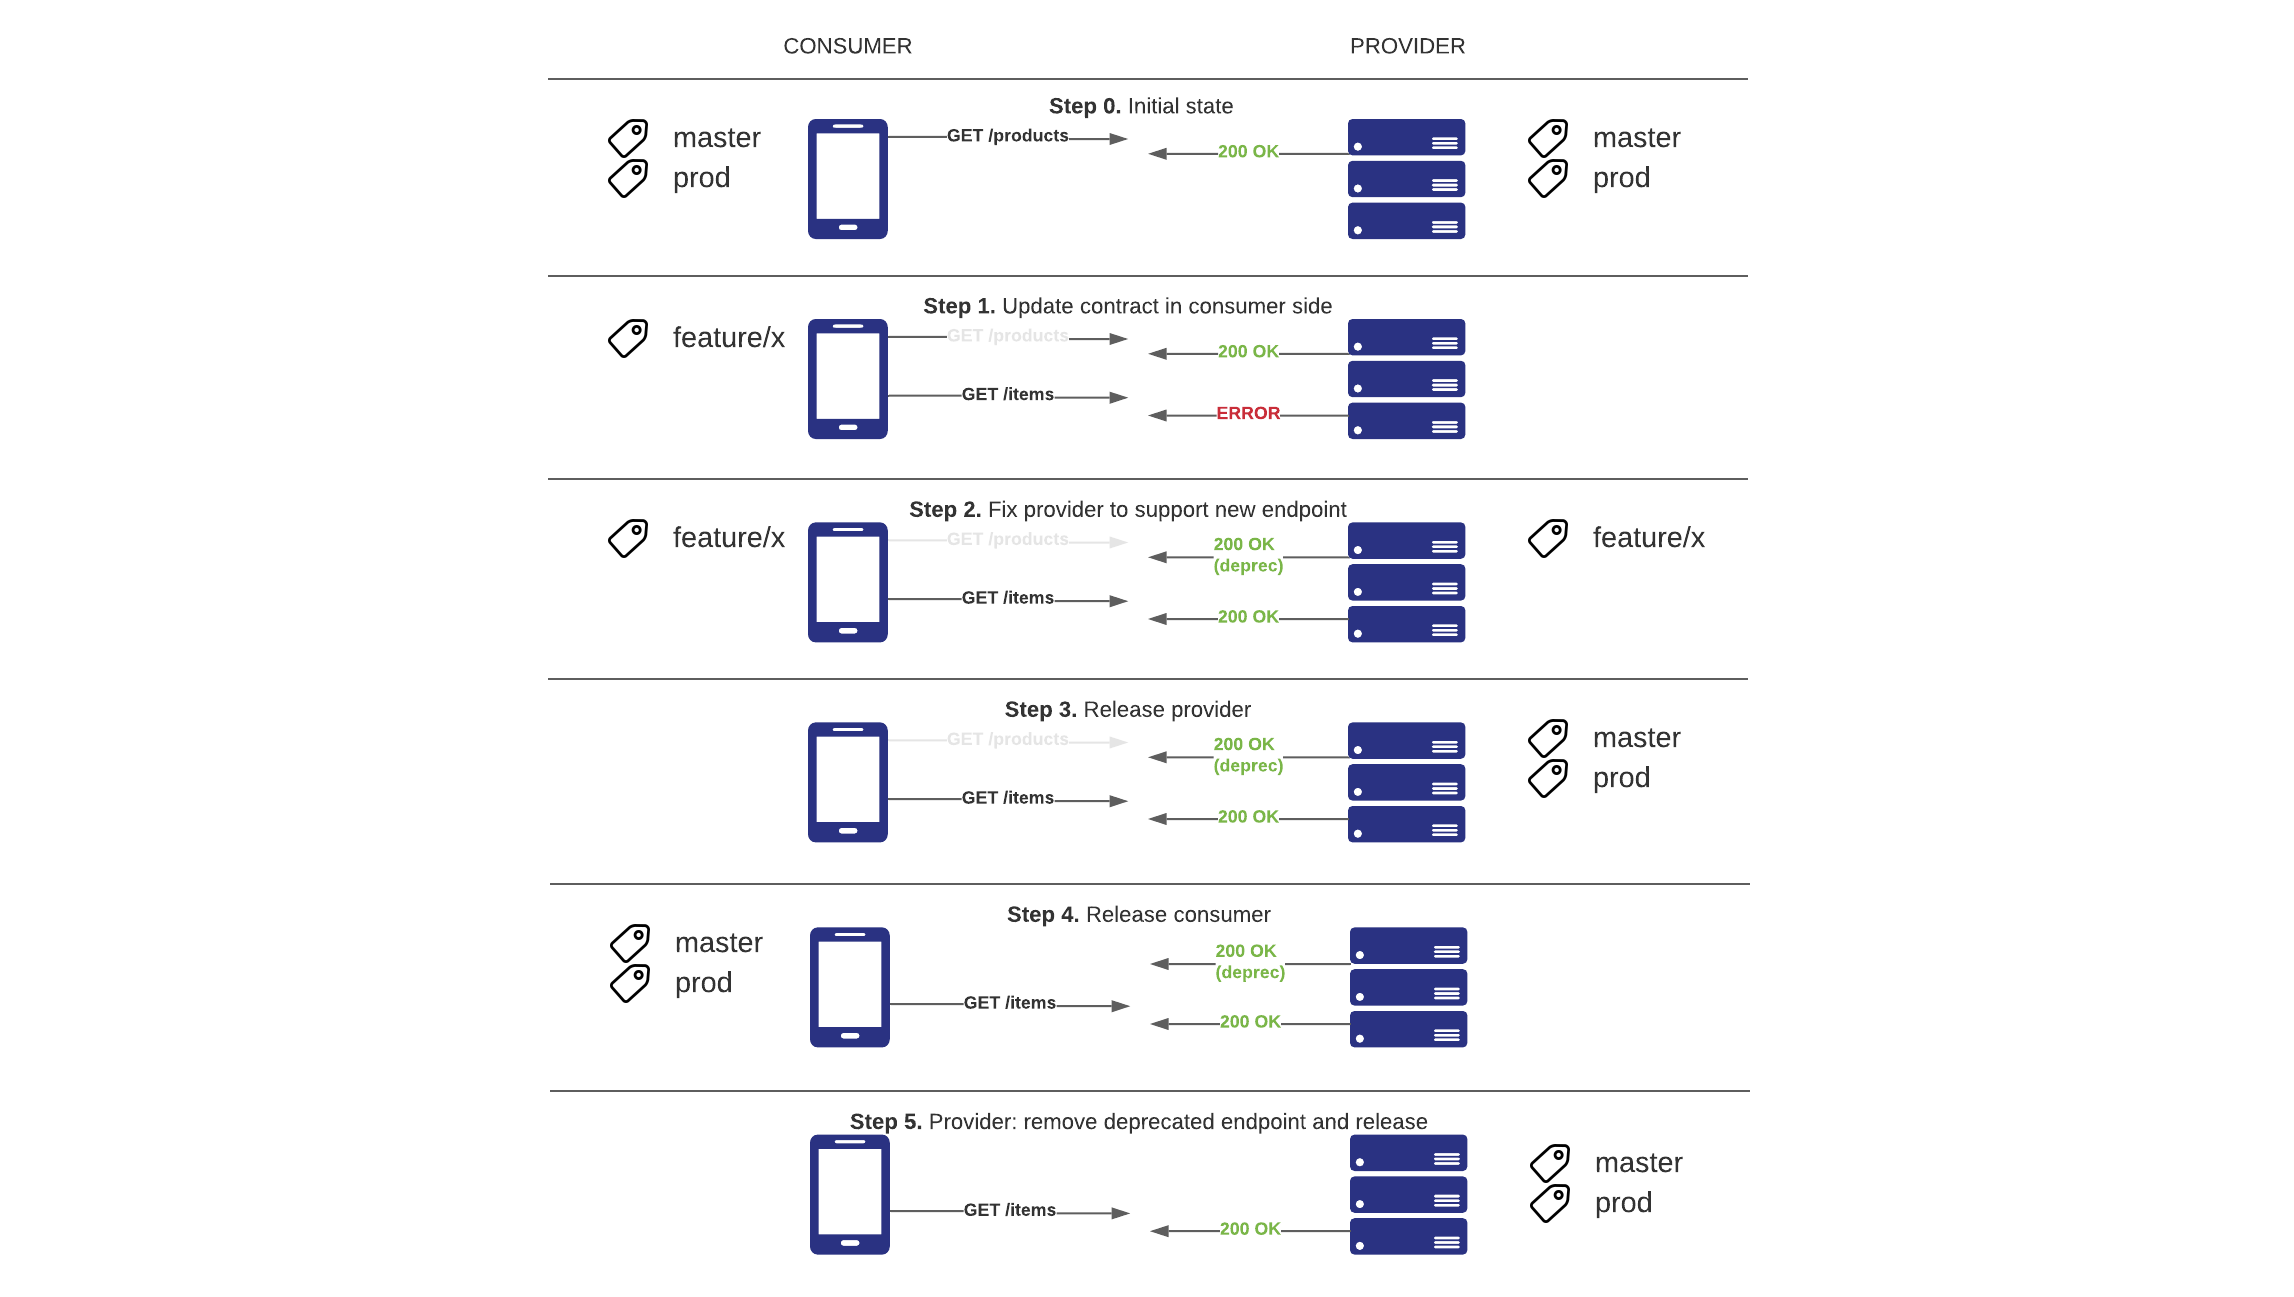 CONSUMER
PROVIDER
Step 0. Initial state
master
prod
GET /products
200 OK
master
prod
Step 1. Update contract in consumer side
feature/x
GET /products
200 OK
GET /items
ERROR
Step 2. Fix provider to support new endpoint
feature/x
GET /products
200 OK
(deprec)
GET /items
200 OK
feature/x
Step 3. Release provider
GET /products
200 OK
(deprec)
GET /items
200 OK
master
prod
Step 4. Release consumer
master
prod
200 OK
(deprec)
GET /items
200 OK
Step 5. Provider: remove deprecated endpoint and release
GET /items
200 OK
master
prod